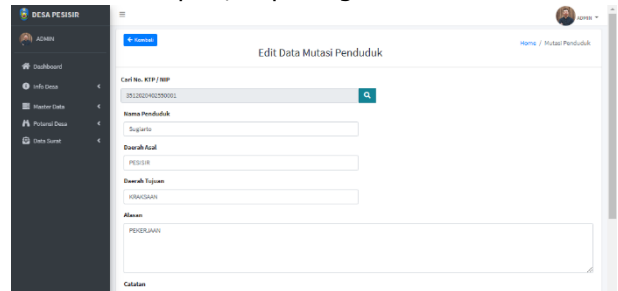 DESA PESISIR
ADMIN
ADMIN
Dashboard
Info Desa
Master Data
Potensi Desa
Data Surat
← Kembali
Home / Mutasi Penduduk
Edit Data Mutasi Penduduk
Cari No. KTP / NIP
3512020402550001
Nama Penduduk
Sugiarto
Daerah Asal
PESISIR
Daerah Tujuan
KRAKSAAN
Alasan
PEKERJAAN
Catatan